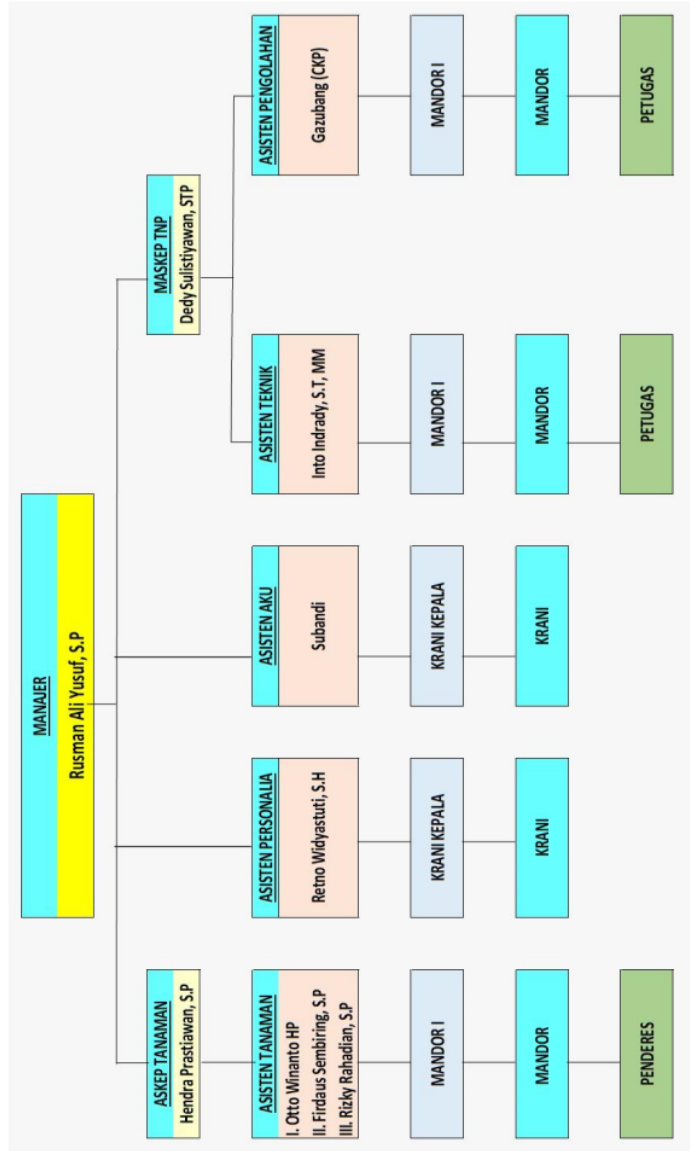 MANAJER
Rusman Ali Yusuf, S.P
ASKEP TANAMAN
Hendra Prastiawan, S.P
MASKEP TNP
Dedy Sulistiyawan, STP
ASISTEN TANAMAN
I. Otto Winanto HP
II. Firdaus Sembiring, S.P
III. Rizky Rahadian, S.P
ASISTEN PERSONALIA
Retno Widyastuti, S.H
ASISTEN AKU
Subandi
ASISTEN TEKNIK
Into Indrady, S.T, MM
ASISTEN PENGOLAHAN
Gazubang (CKP)
MANDOR I
KRANI KEPALA
KRANI KEPALA
MANDOR I
MANDOR I
MANDOR
KRANI
KRANI
MANDOR
MANDOR
PENDERES
PETUGAS
PETUGAS